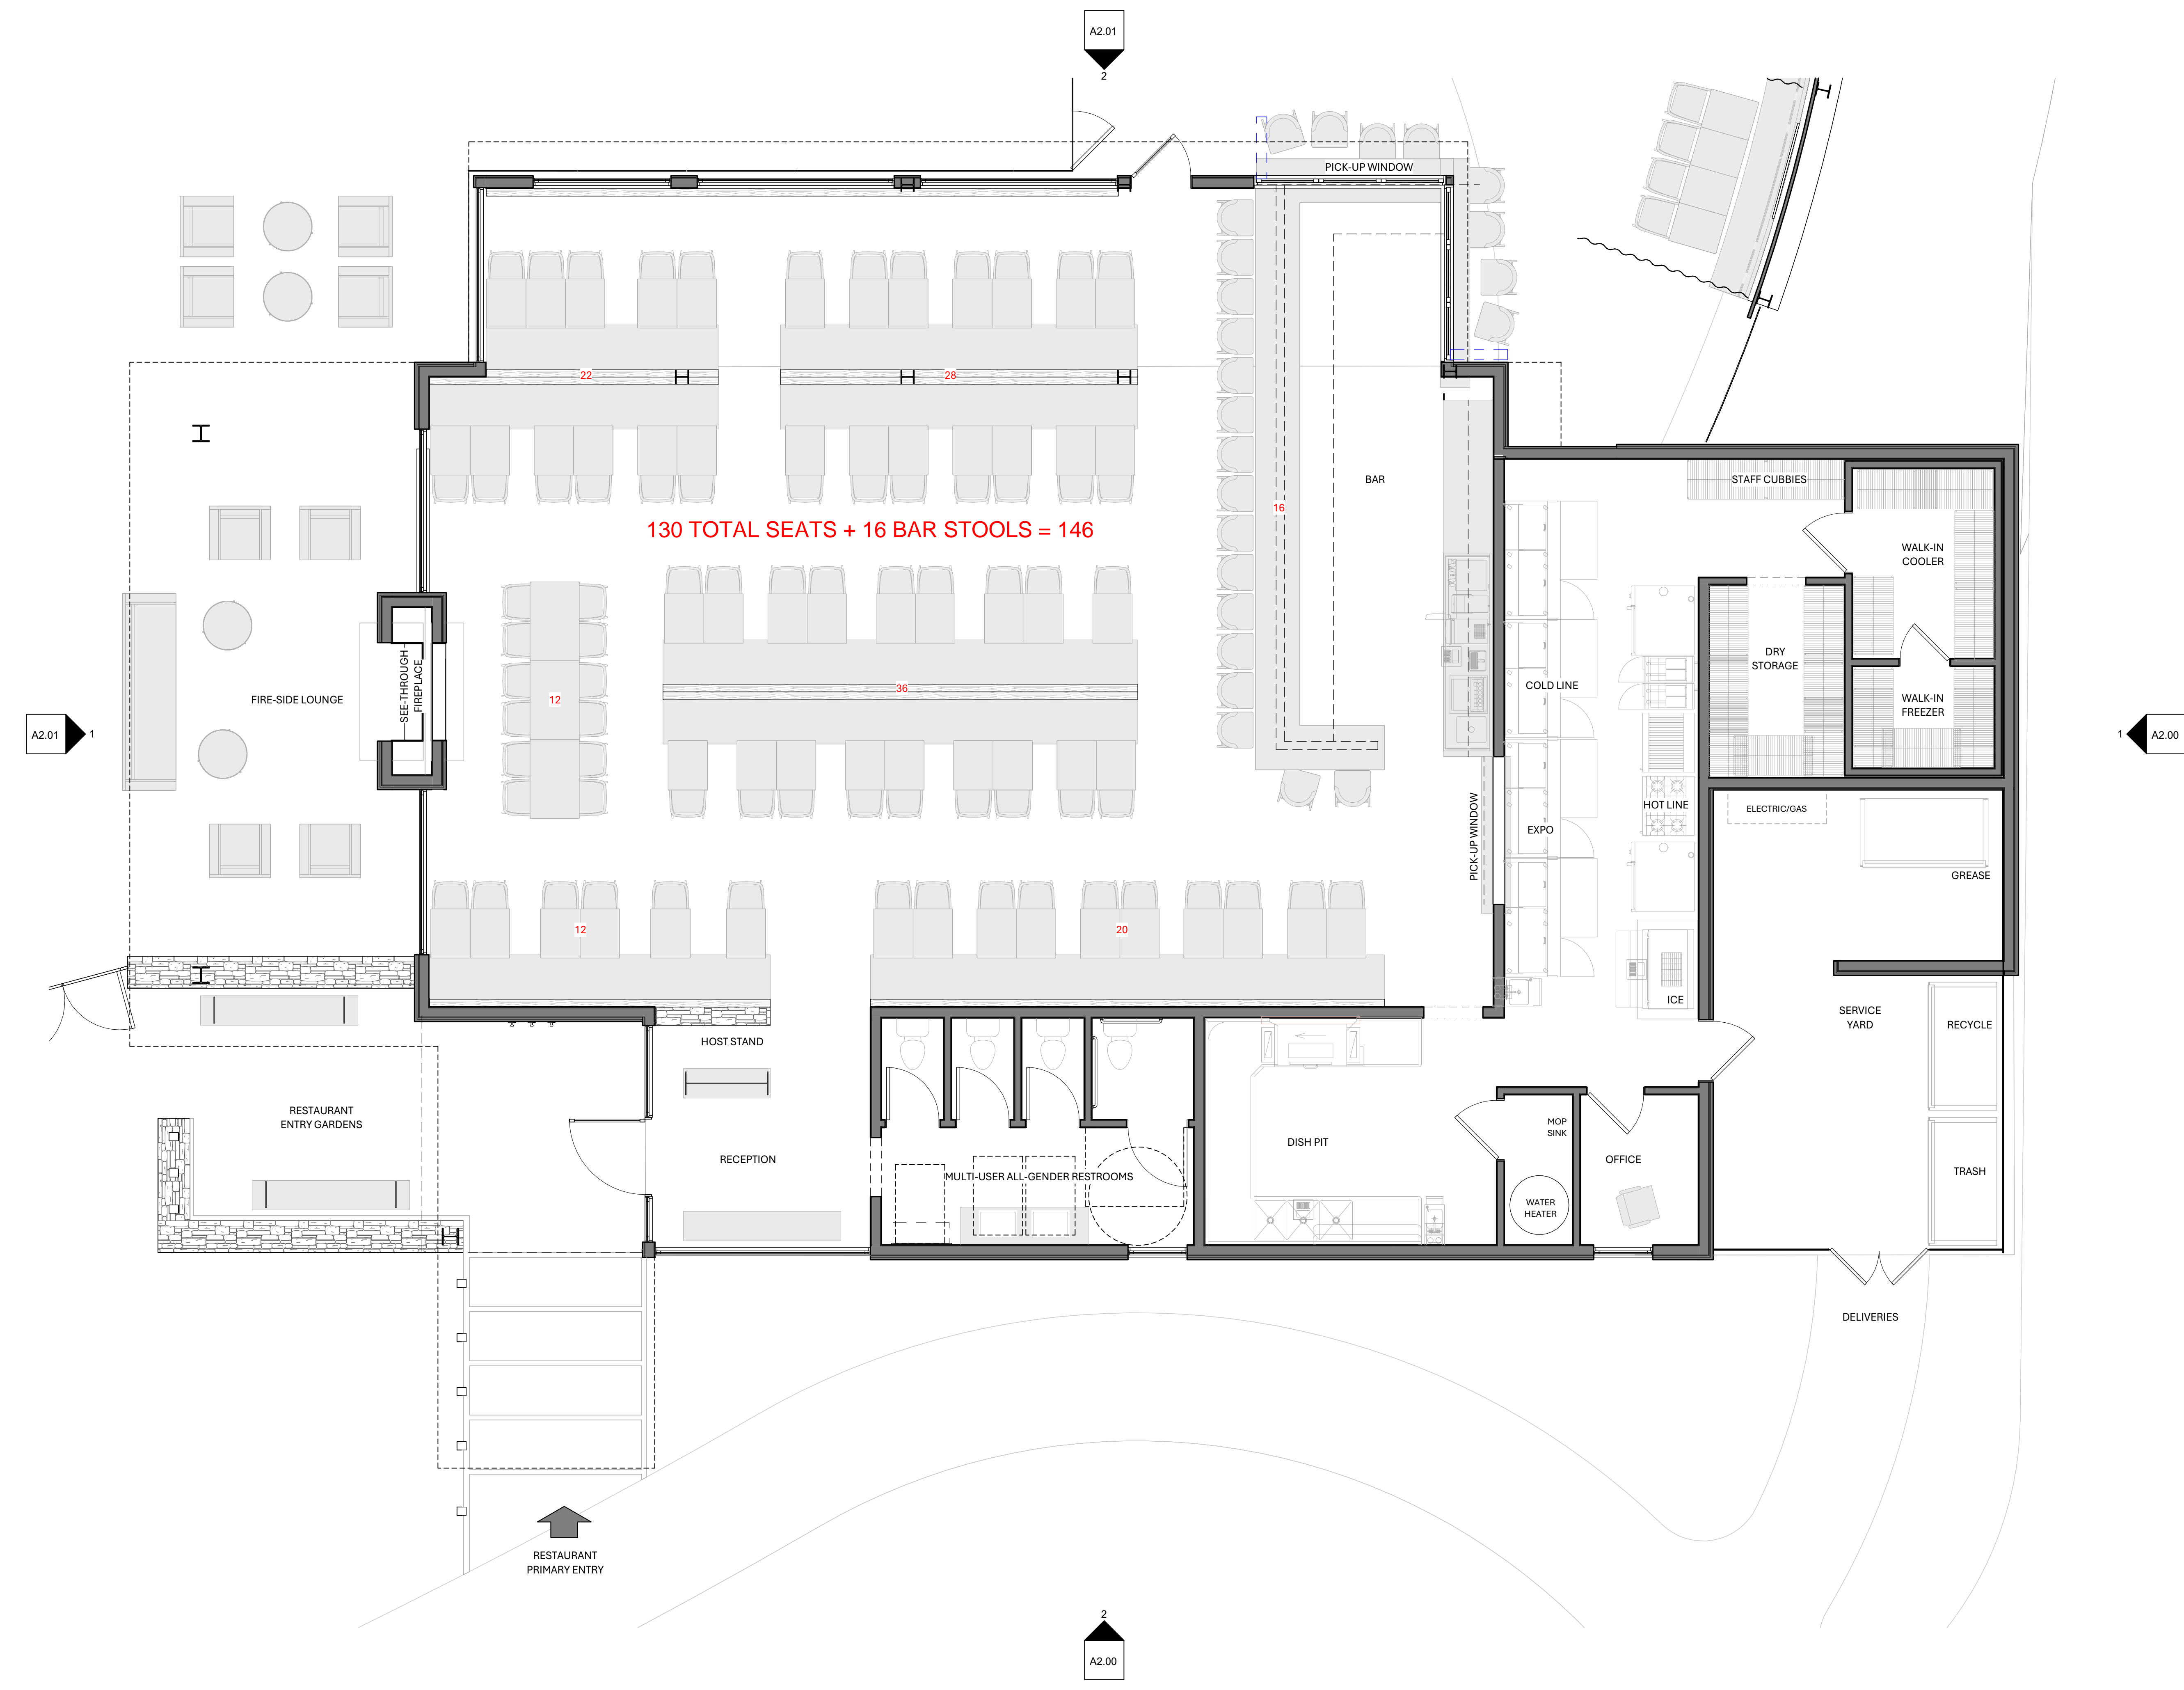 A2.01
2
PICK-UP WINDOW
22
28
16
BAR
STAFF CUBBIES
130 TOTAL SEATS + 16 BAR STOOLS = 146
WALK-IN
COOLER
DRY
STORAGE
COLD LINE
36
12
FIRE-SIDE LOUNGE
SEE-THROUGH
FIREPLACE
WALK-IN
FREEZER
A2.01
1
1
A2.00
HOT LINE
ELECTRIC/GAS
EXPO
PICK-UP WINDOW
GREASE
12
20
ICE
SERVICE
YARD
RECYCLE
HOST STAND
RESTAURANT
ENTRY GARDENS
RECEPTION
MULTI-USER ALL-GENDER RESTROOMS
DISH PIT
MOP
SINK
OFFICE
TRASH
WATER
HEATER
DELIVERIES
RESTAURANT
PRIMARY ENTRY
2
A2.00